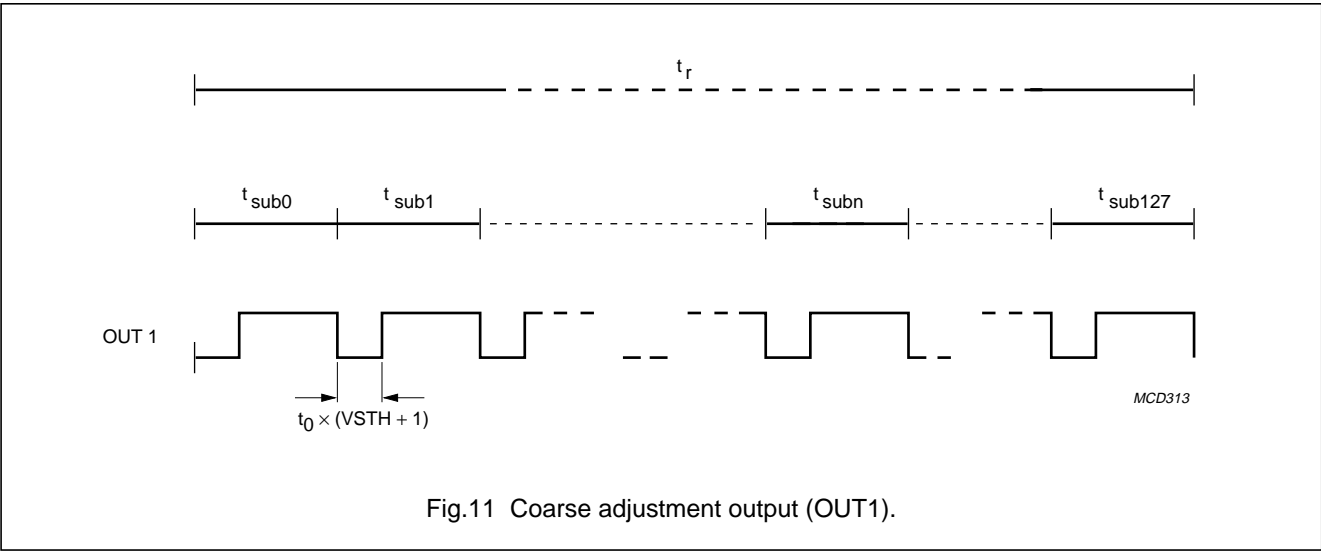 t r
t sub0 t sub1 t subn t sub127
OUT 1
MCD313
t0 × (VSTH + 1)
Fig.11 Coarse adjustment output (OUT1).